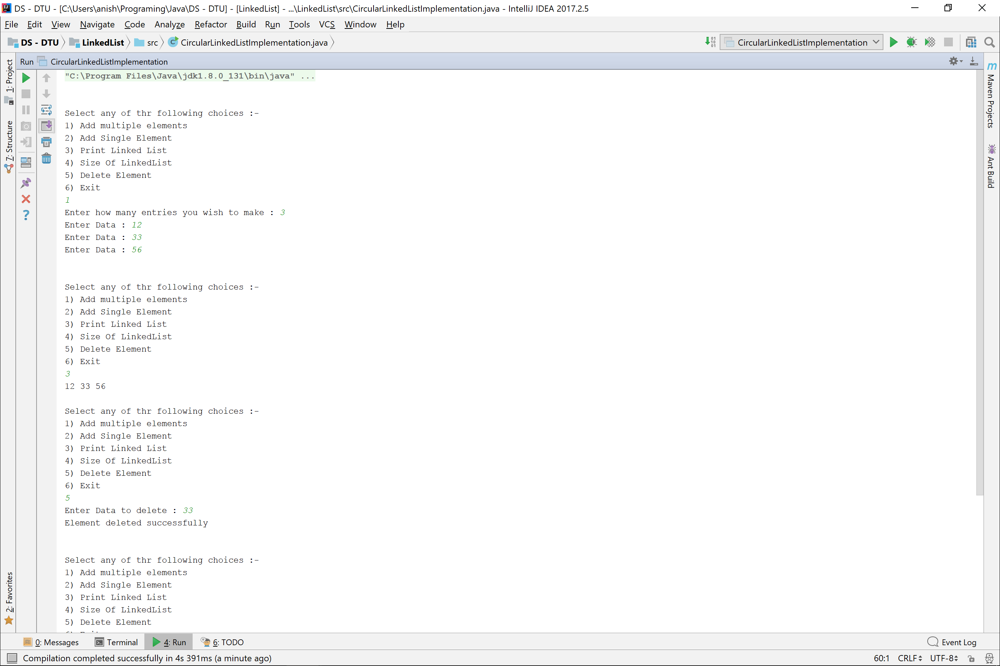 DS - DTU - [C:\Users\anish\Programing\Java\DS - DTU] - [LinkedList] - ...\LinkedList\src\CircularLinkedListImplementation.java - IntelliJ IDEA 2017.2.5
File Edit View Navigate Code Analyze Refactor Build Run Tools VCS Window Help
DS - DTU LinkedList src CircularLinkedListImplementation.java CircularLinkedListImplementation
Run CircularLinkedListImplementation
1: Project
7: Structure
2: Favorites
Maven Projects
Ant Build
"C:\Program Files\Java\jdk1.8.0_131\bin\java" ...
Select any of thr following choices :-
1) Add multiple elements
2) Add Single Element
3) Print Linked List
4) Size Of LinkedList
5) Delete Element
6) Exit
1
Enter how many entries you wish to make : 3
Enter Data : 12
Enter Data : 33
Enter Data : 56
Select any of thr following choices :-
1) Add multiple elements
2) Add Single Element
3) Print Linked List
4) Size Of LinkedList
5) Delete Element
6) Exit
3
12 33 56
Select any of thr following choices :-
1) Add multiple elements
2) Add Single Element
3) Print Linked List
4) Size Of LinkedList
5) Delete Element
6) Exit
5
Enter Data to delete : 33
Element deleted successfully
Select any of thr following choices :-
1) Add multiple elements
2) Add Single Element
3) Print Linked List
4) Size Of LinkedList
5) Delete Element
0: Messages Terminal 4: Run 6: TODO Event Log
Compilation completed successfully in 4s 391ms (a minute ago) 60:1 CRLF UTF-8